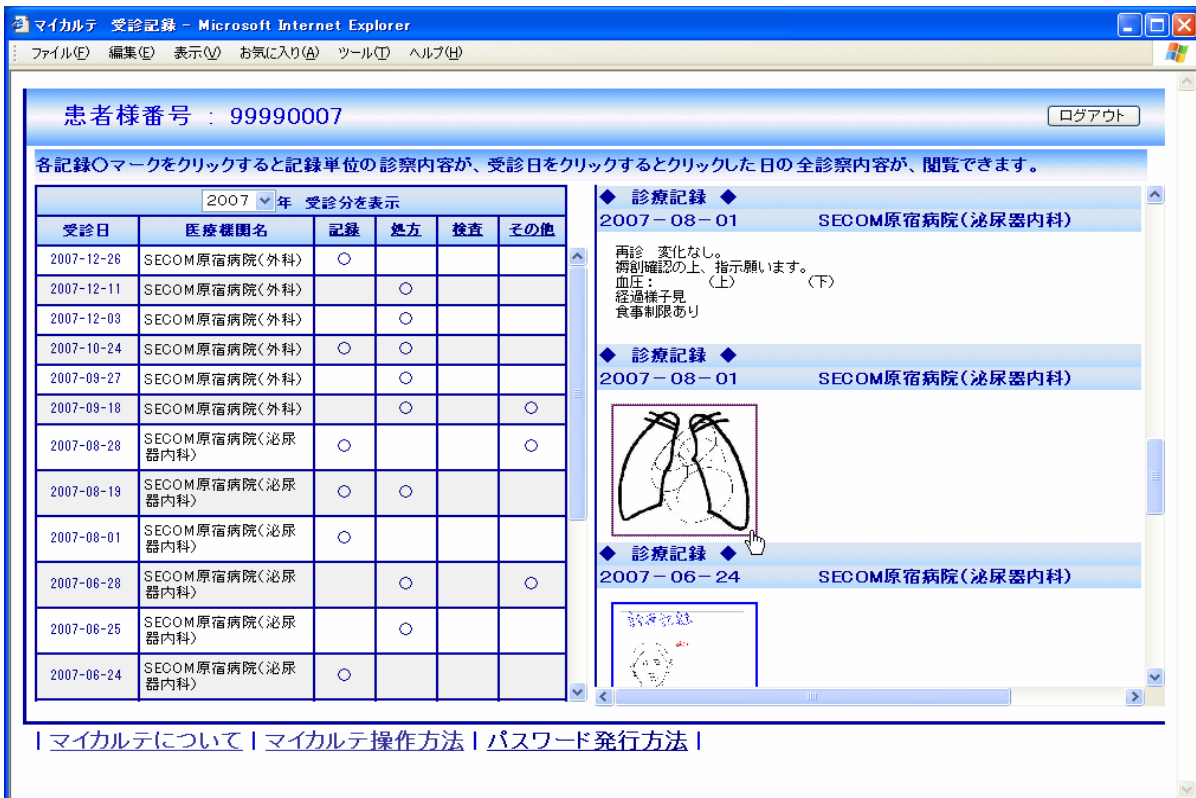 マイカルテ 受診記録 - Microsoft Internet Explorer
ファイル(F) 編集(E) 表示(V) お気に入り(A) ツール(T) ヘルプ(H)
患者様番号 : 99990007
ログアウト
各記録○マークをクリックすると記録単位の診察内容が、受診日をクリックするとクリックした日の全診察内容が、閲覧できます。
2007 年 受診分を表示
受診日 医療機関名 記録 処方 検査 その他
2007-12-26 SECOM原宿病院(外科) ○
2007-12-11 SECOM原宿病院(外科) ○
2007-12-03 SECOM原宿病院(外科) ○
2007-10-24 SECOM原宿病院(外科) ○ ○
2007-09-27 SECOM原宿病院(外科) ○
2007-09-18 SECOM原宿病院(外科) ○ ○
2007-08-28 SECOM原宿病院(泌尿器内科) ○ ○
2007-08-19 SECOM原宿病院(泌尿器内科) ○ ○
2007-08-01 SECOM原宿病院(泌尿器内科) ○
2007-06-28 SECOM原宿病院(泌尿器内科) ○ ○
2007-06-25 SECOM原宿病院(泌尿器内科) ○
2007-06-24 SECOM原宿病院(泌尿器内科) ○
◆ 診療記録 ◆
2007-08-01 SECOM原宿病院(泌尿器内科)
再診 変化なし。
褥創確認の上、指示願います。
血圧: (上) (下)
経過様子見
食事制限あり
◆ 診療記録 ◆
2007-08-01 SECOM原宿病院(泌尿器内科)
◆ 診療記録 ◆
2007-06-24 SECOM原宿病院(泌尿器内科)
診療記録
| マイカルテについて | マイカルテ操作方法 | パスワード発行方法 |